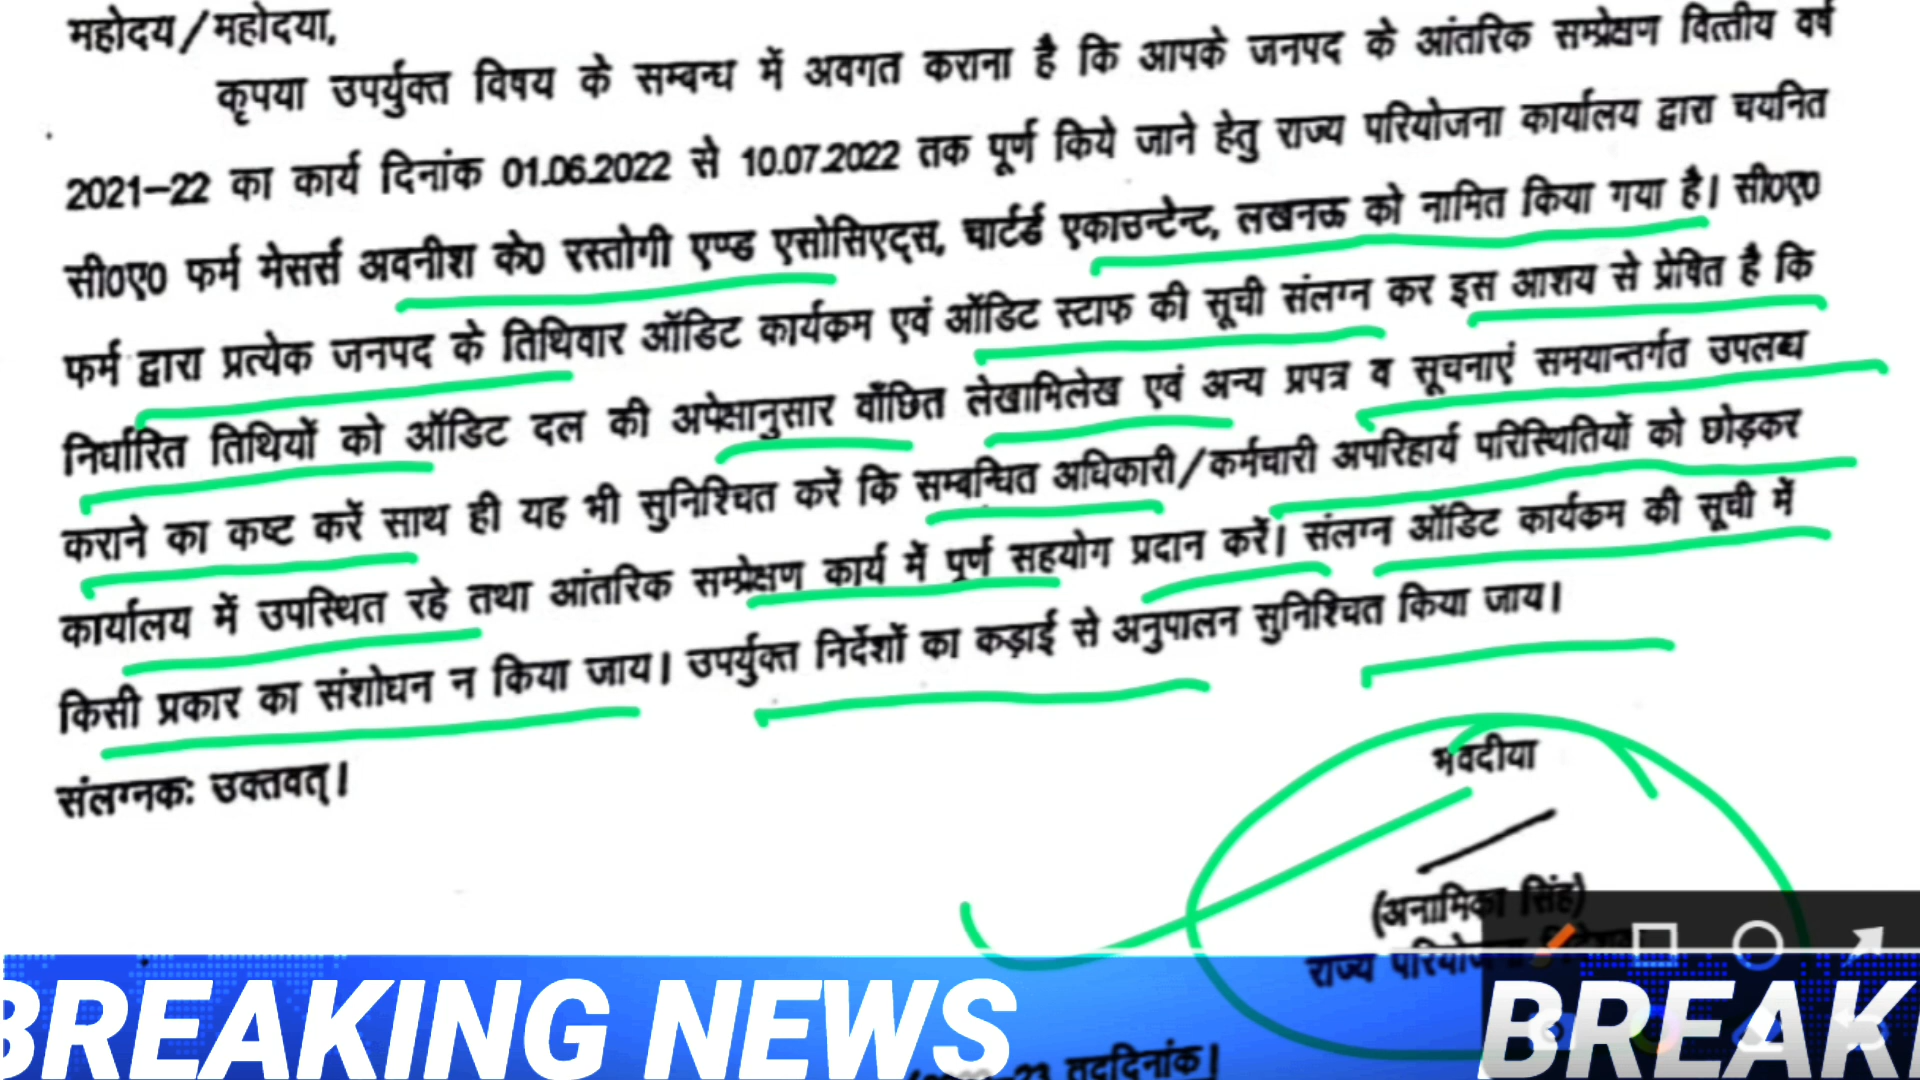 महोदय/महोदया,
कृपया उपर्युक्त विषय के सम्बन्ध में अवगत कराना है कि आपके जनपद के आंतरिक सम्प्रेक्षण वित्तीय वर्ष
2021-22 का कार्य दिनांक 01.06.2022 से 10.07.2022 तक पूर्ण किये जाने हेतु राज्य परियोजना कार्यालय द्वारा चयनित
सी0ए0 फर्म मेसर्स अवनीश के0 रस्तोगी एण्ड एसोसिएट्स, चार्टर्ड एकाउन्टेन्ट, लखनऊ को नामित किया गया है। सी0ए0
फर्म द्वारा प्रत्येक जनपद के तिथिवार ऑडिट कार्यक्रम एवं ऑडिट स्टाफ की सूची संलग्न कर इस आशय से प्रेषित है कि
निर्धारित तिथियों को ऑडिट दल की अपेक्षानुसार वाँछित लेखाभिलेख एवं अन्य प्रपत्र व सूचनाएं समयान्तर्गत उपलब्ध
कराने का कष्ट करें साथ ही यह भी सुनिश्चित करें कि सम्बन्धित अधिकारी/कर्मचारी अपरिहार्य परिस्थितियों को छोड़कर
कार्यालय में उपस्थित रहे तथा आंतरिक सम्प्रेक्षण कार्य में पूर्ण सहयोग प्रदान करें। संलग्न ऑडिट कार्यक्रम की सूची में
किसी प्रकार का संशोधन न किया जाय। उपर्युक्त निर्देशों का कड़ाई से अनुपालन सुनिश्चित किया जाय।
संलग्नकः उक्तवत्।
भवदीया
(अनामिका सिंह)
राज्य
BREAKING NEWS
BREAK
तद्दिनांक।